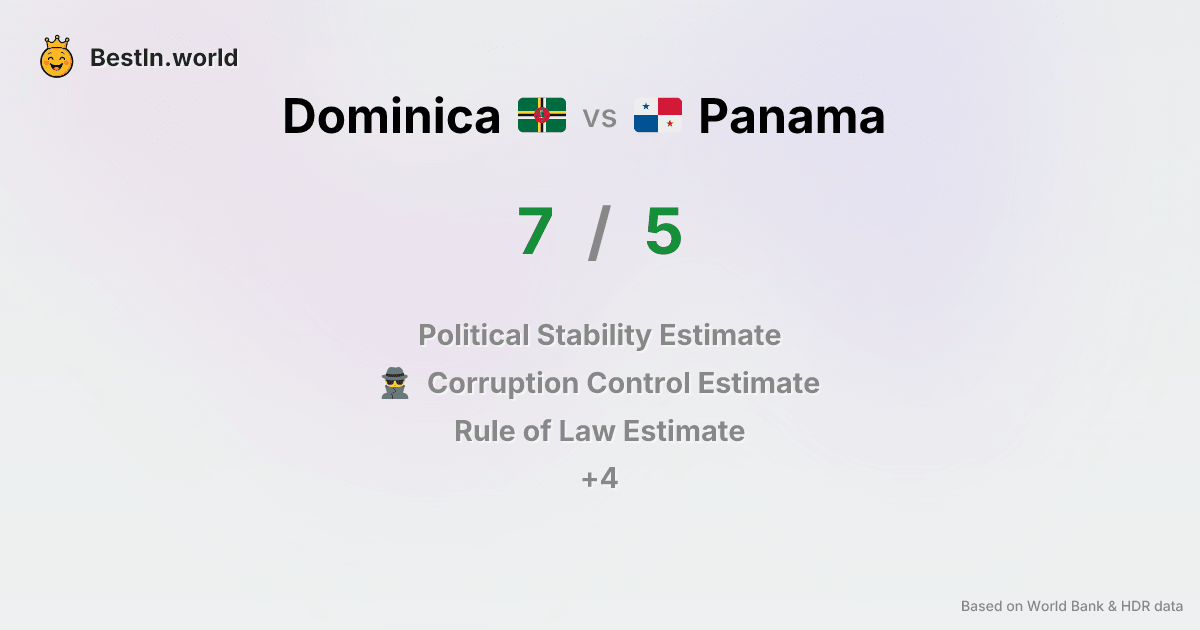 BestIn.world
Dominica vs Panama
7 / 5
Political Stability Estimate
Corruption Control Estimate
Rule of Law Estimate
+4
Based on World Bank & HDR data